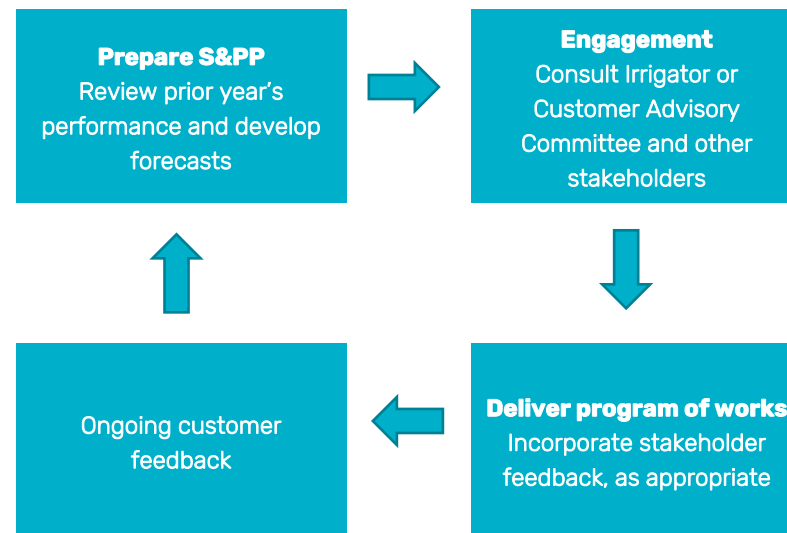 Prepare S&PP
Review prior year's
performance and develop
forecasts
Engagement
Consult Irrigator or
Customer Advisory
Committee and other
stakeholders
Ongoing customer
feedback
Deliver program of works
Incorporate stakeholder
feedback, as appropriate